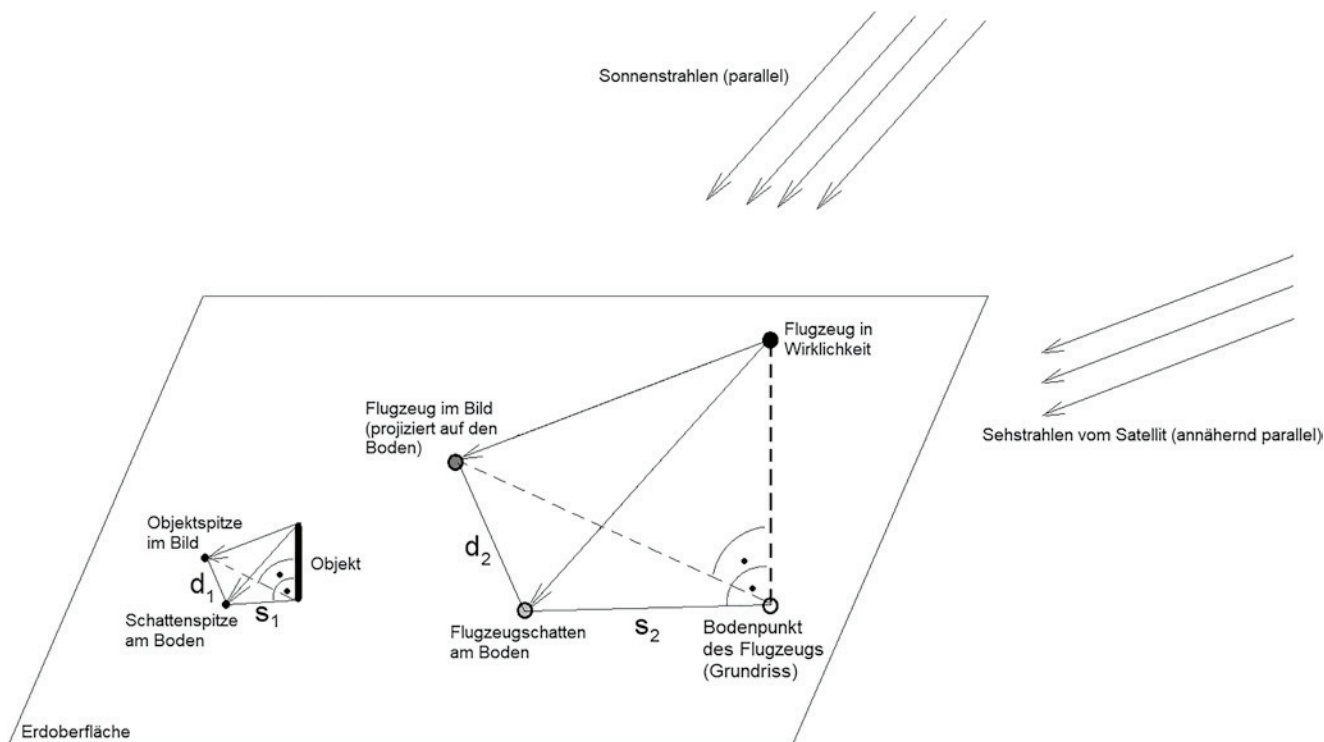 Sonnenstrahlen (parallel)
Flugzeug in
Wirklichkeit
Flugzeug im Bild
(projiziert auf den
Boden)
Sehstrahlen vom Satellit (annähernd parallel)
Objektspitze
im Bild
Objekt
d2
d1
s1
Schattenspitze
am Boden
Flugzeugschatten
am Boden
s2
Bodenpunkt
des Flugzeugs
(Grundriss)
Erdoberfläche